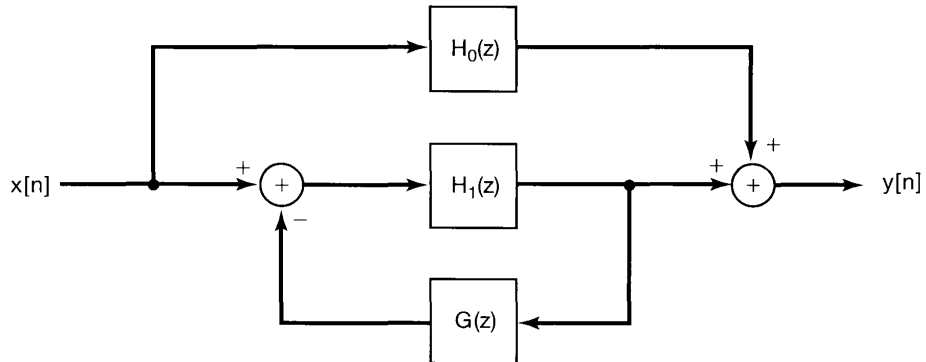 H₀(z)
+
x[n] + + H₁(z) + + y[n]
−
G(z)